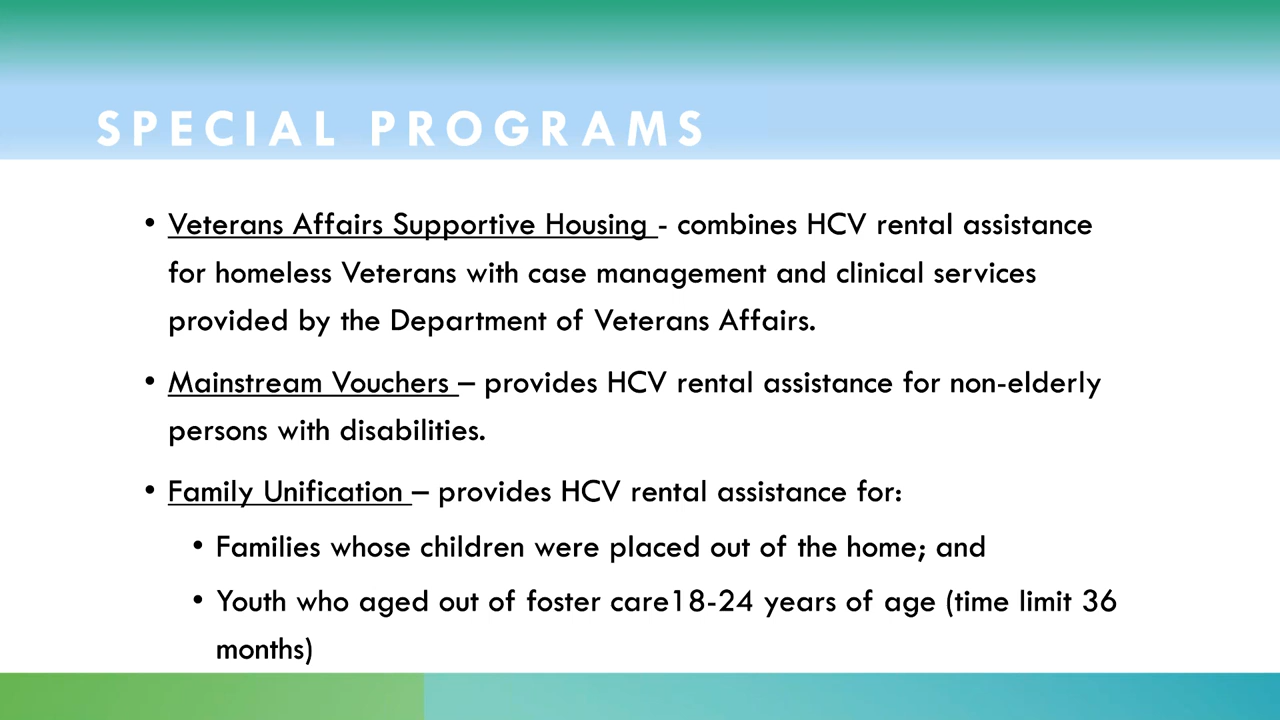 SPECIAL PROGRAMS
• Veterans Affairs Supportive Housing - combines HCV rental assistance
for homeless Veterans with case management and clinical services
provided by the Department of Veterans Affairs.
• Mainstream Vouchers – provides HCV rental assistance for non-elderly
persons with disabilities.
• Family Unification – provides HCV rental assistance for:
• Families whose children were placed out of the home; and
• Youth who aged out of foster care18-24 years of age (time limit 36
months)